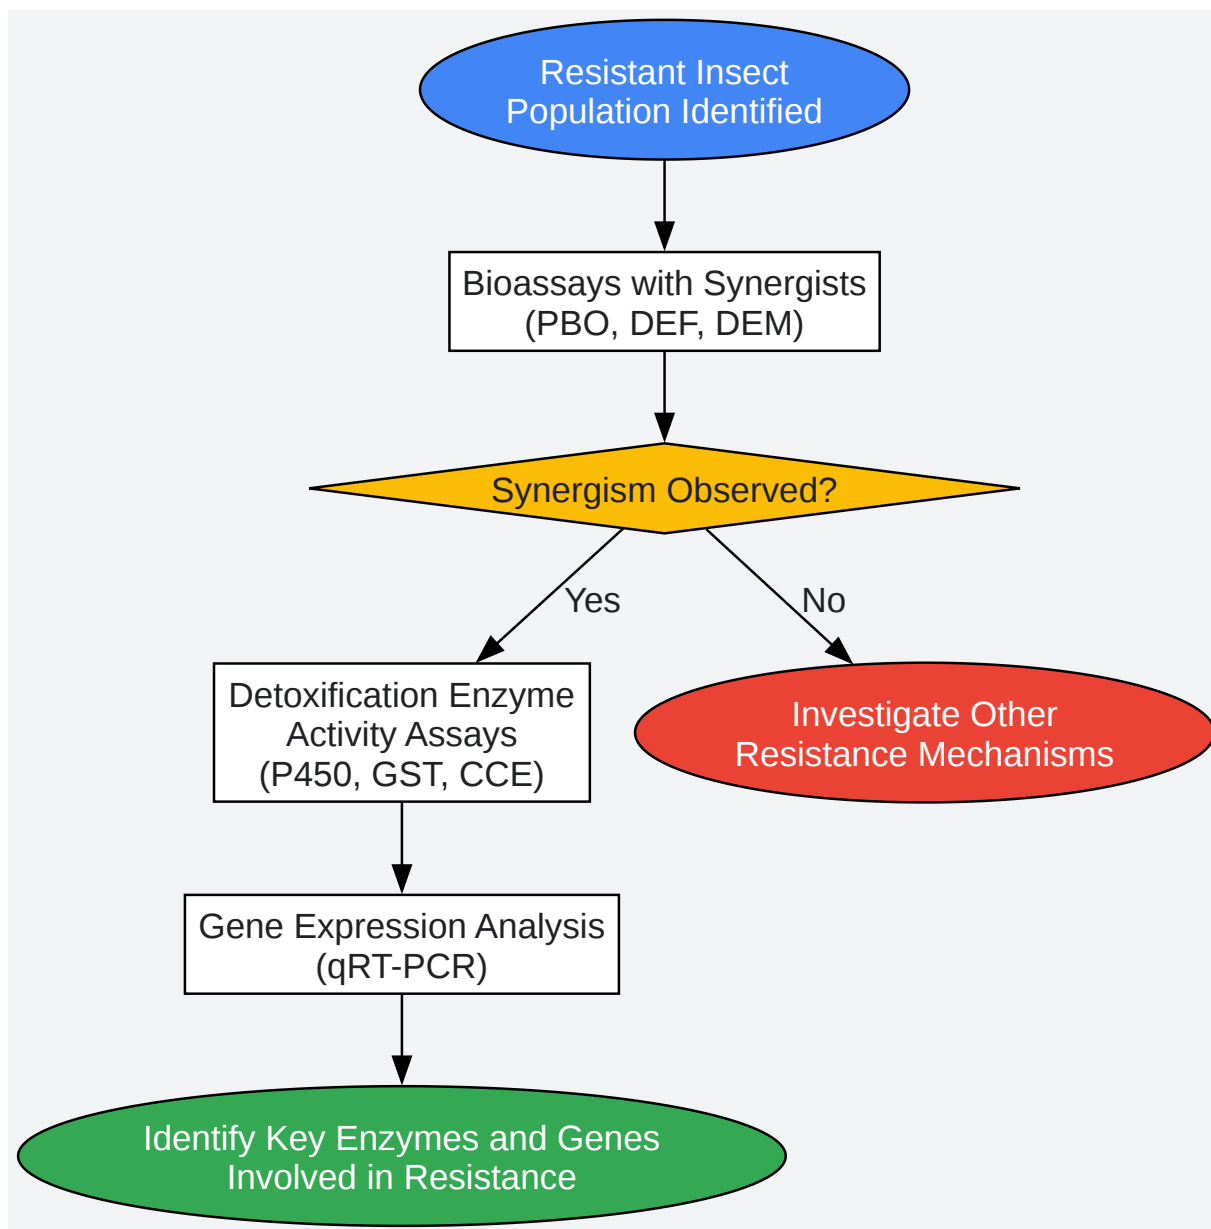 Resistant Insect
Population Identified
Bioassays with Synergists
(PBO, DEF, DEM)
Synergism Observed?
Yes
No
Detoxification Enzyme
Activity Assays
(P450, GST, CCE)
Investigate Other
Resistance Mechanisms
Gene Expression Analysis
(qRT-PCR)
Identify Key Enzymes and Genes
Involved in Resistance